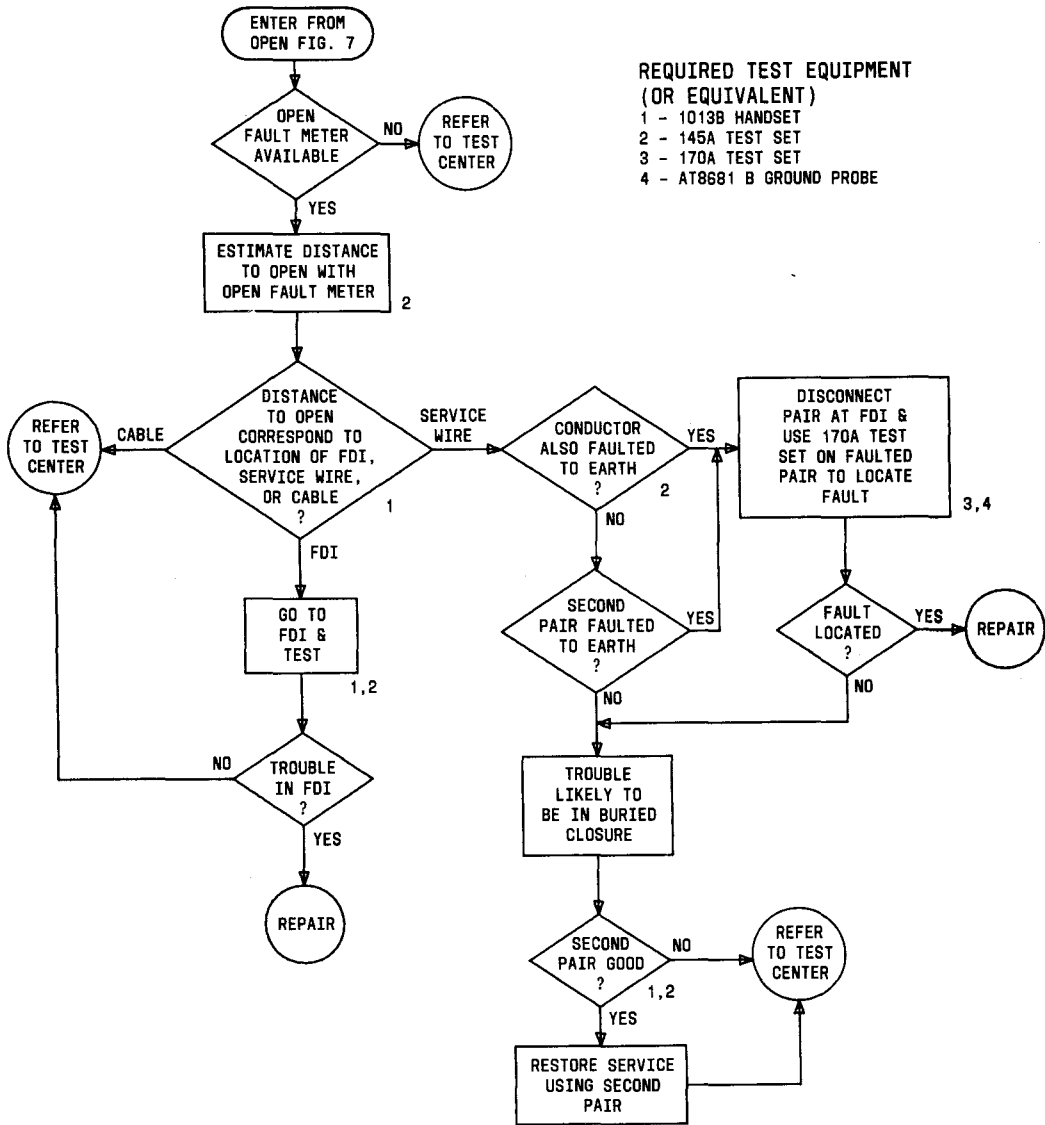 ENTER FROM
OPEN FIG. 7
REQUIRED TEST EQUIPMENT
(OR EQUIVALENT)
1 - 1013B HANDSET
2 - 145A TEST SET
3 - 170A TEST SET
4 - AT8681 B GROUND PROBE
OPEN
FAULT METER
AVAILABLE
NO
REFER
TO TEST
CENTER
YES
ESTIMATE DISTANCE
TO OPEN WITH
OPEN FAULT METER
2
DISTANCE
TO OPEN
CORRESPOND TO
LOCATION OF FDI,
SERVICE WIRE,
OR CABLE
?
1
CABLE
REFER
TO TEST
CENTER
SERVICE
WIRE
CONDUCTOR
ALSO FAULTED
TO EARTH
?
2
YES
DISCONNECT
PAIR AT FDI &
USE 170A TEST
SET ON FAULTED
PAIR TO LOCATE
FAULT
3,4
NO
FDI
GO TO
FDI &
TEST
1,2
SECOND
PAIR FAULTED
TO EARTH
?
YES
FAULT
LOCATED
?
YES
REPAIR
NO
NO
TROUBLE
IN FDI
?
NO
YES
REPAIR
TROUBLE
LIKELY TO
BE IN BURIED
CLOSURE
SECOND
PAIR GOOD
?
1,2
NO
REFER
TO TEST
CENTER
YES
RESTORE SERVICE
USING SECOND
PAIR